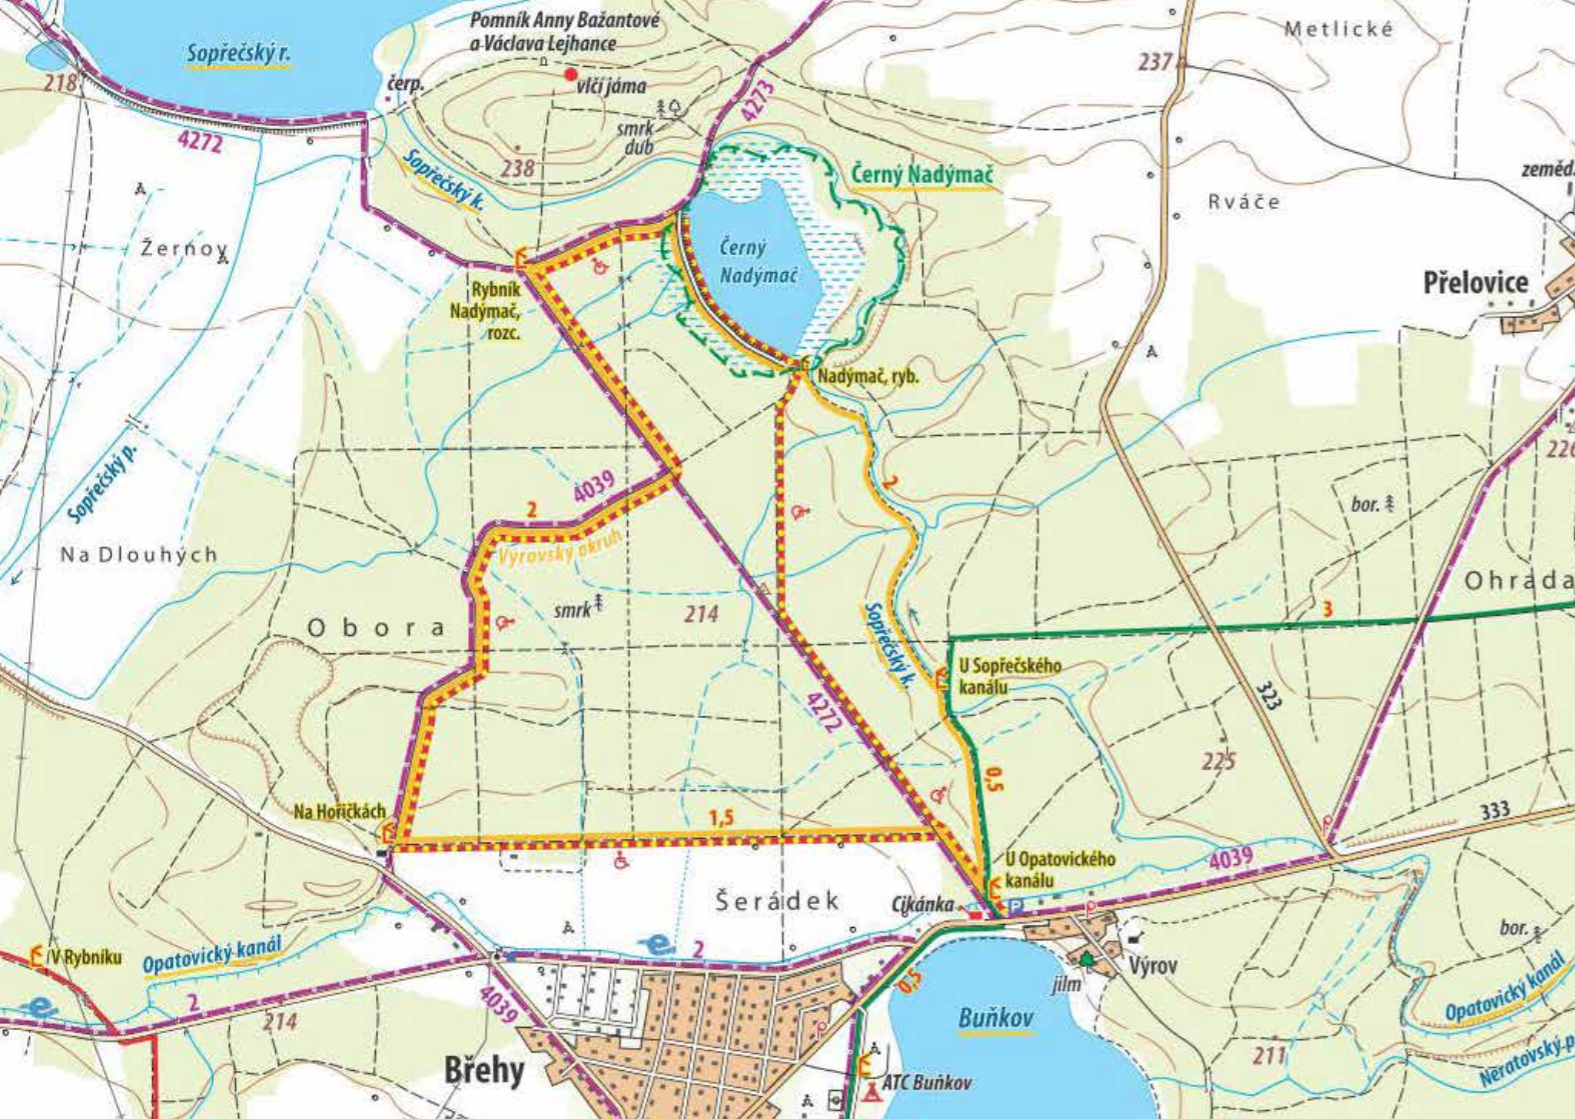 Pomník Anny Bažantové
a Václava Lejhance
Metlické
Sopřečský r.
237
218
čerp.
vlčí jáma
4273
4272
smrk
dub
238
Sopřečský k.
Černý Nadýmač
zeměd.
Rváče
Žernov
Černý
Nadýmač
Přelovice
Rybník
Nadýmač,
rozc.
Nadýmač, ryb.
226
Sopřečský p.
4039
2
2
bor.
Výrovský okruh
Na Dlouhých
Ohrada
smrk
214
3
Obora
Sopřečský k.
U Sopřečského
kanálu
323
4272
225
0,5
Na Hořičkách
1,5
333
U Opatovického
kanálu
4039
Šerádek
Cikánka
P
bor.
V Rybníku
Opatovický kanál
2
Výrov
jilm
0,5
Opatovický kanál
2
4039
214
Buňkov
211
Břehy
ATC Buňkov
Neratovský p.